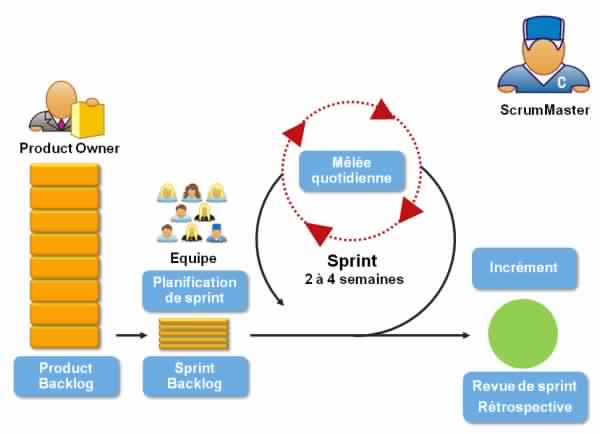 ScrumMaster
C
Product Owner
Mêlée
quotidienne
Equipe
Sprint
2 à 4 semaines
Planification
de sprint
Incrément
Product
Backlog
Sprint
Backlog
Revue de sprint
Rétrospective